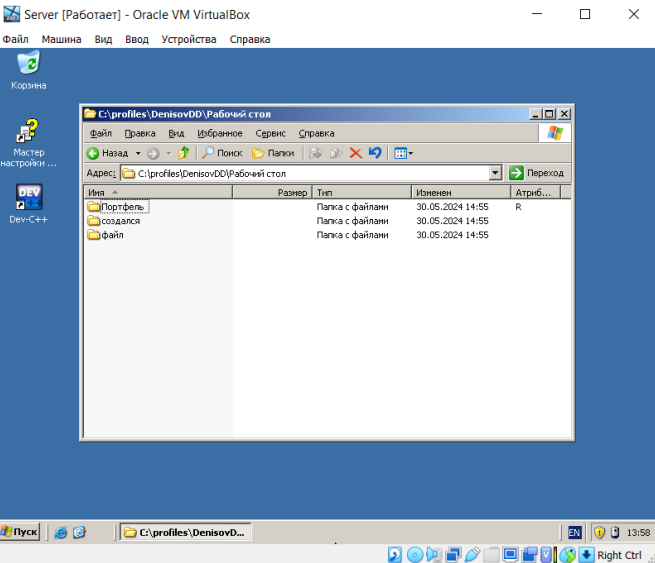 Server [Работает] - Oracle VM VirtualBox
Файл Машина Вид Ввод Устройства Справка
Корзина
Мастер
настройки ...
DEV
Dev-C++
C:\profiles\DenisovDD\Рабочий стол
Файл Правка Вид Избранное Сервис Справка
Назад Поиск Папки
Адрес: C:\profiles\DenisovDD\Рабочий стол Переход
Имя Размер Тип Изменен Атриб...
Портфель Папка с файлами 30.05.2024 14:55 R
создался Папка с файлами 30.05.2024 14:55
файл Папка с файлами 30.05.2024 14:55
Пуск C:\profiles\DenisovD... EN 13:58
Right Ctrl